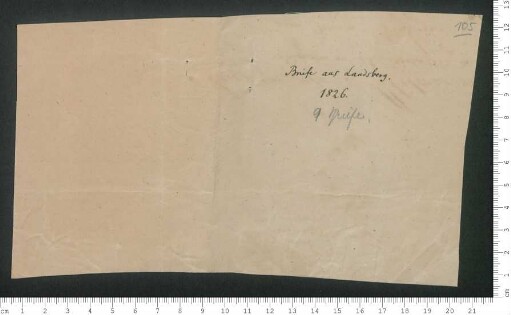 105
Briefe aus Landsberg.
1826.
9 Briefe.